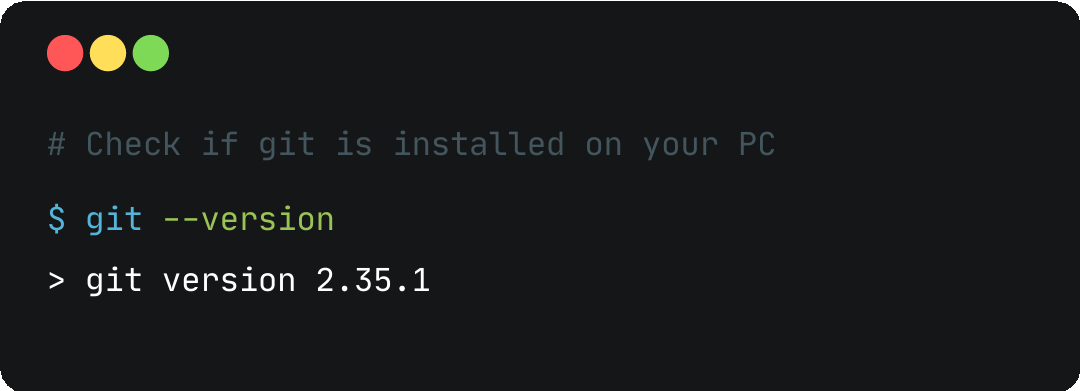 # Check if git is installed on your PC
$ git --version
> git version 2.35.1